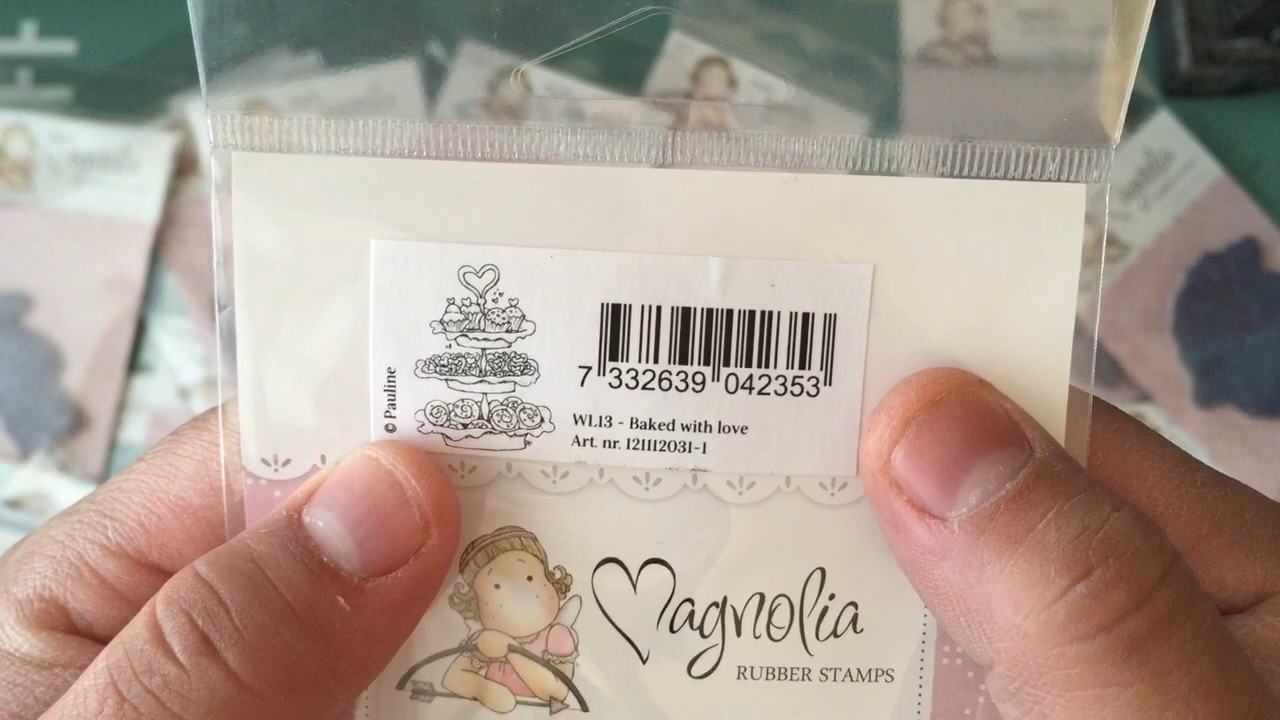 © Pauline
7 332639 042353
WL13 - Baked with love
Art. nr. 121112031-1
Magnolia
RUBBER STAMPS